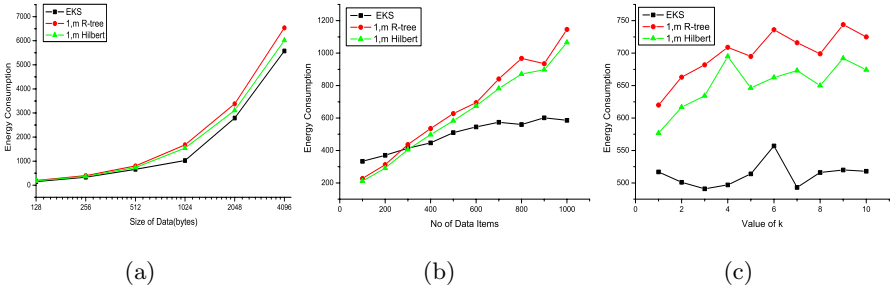 EKS
1,m R-tree
1,m Hilbert
Energy Consumption
7000
6000
5000
4000
3000
2000
1000
0
128
256
512
1024
2048
4096
Size of Data(bytes)
(a)
EKS
1,m R-tree
1,m Hilbert
Energy Consumption
1200
1000
800
600
400
200
0
200
400
600
800
1000
No of Data Items
(b)
EKS
1,m R-tree
1,m Hilbert
Energy Consumption
750
700
650
600
550
500
0
2
4
6
8
10
Value of k
(c)